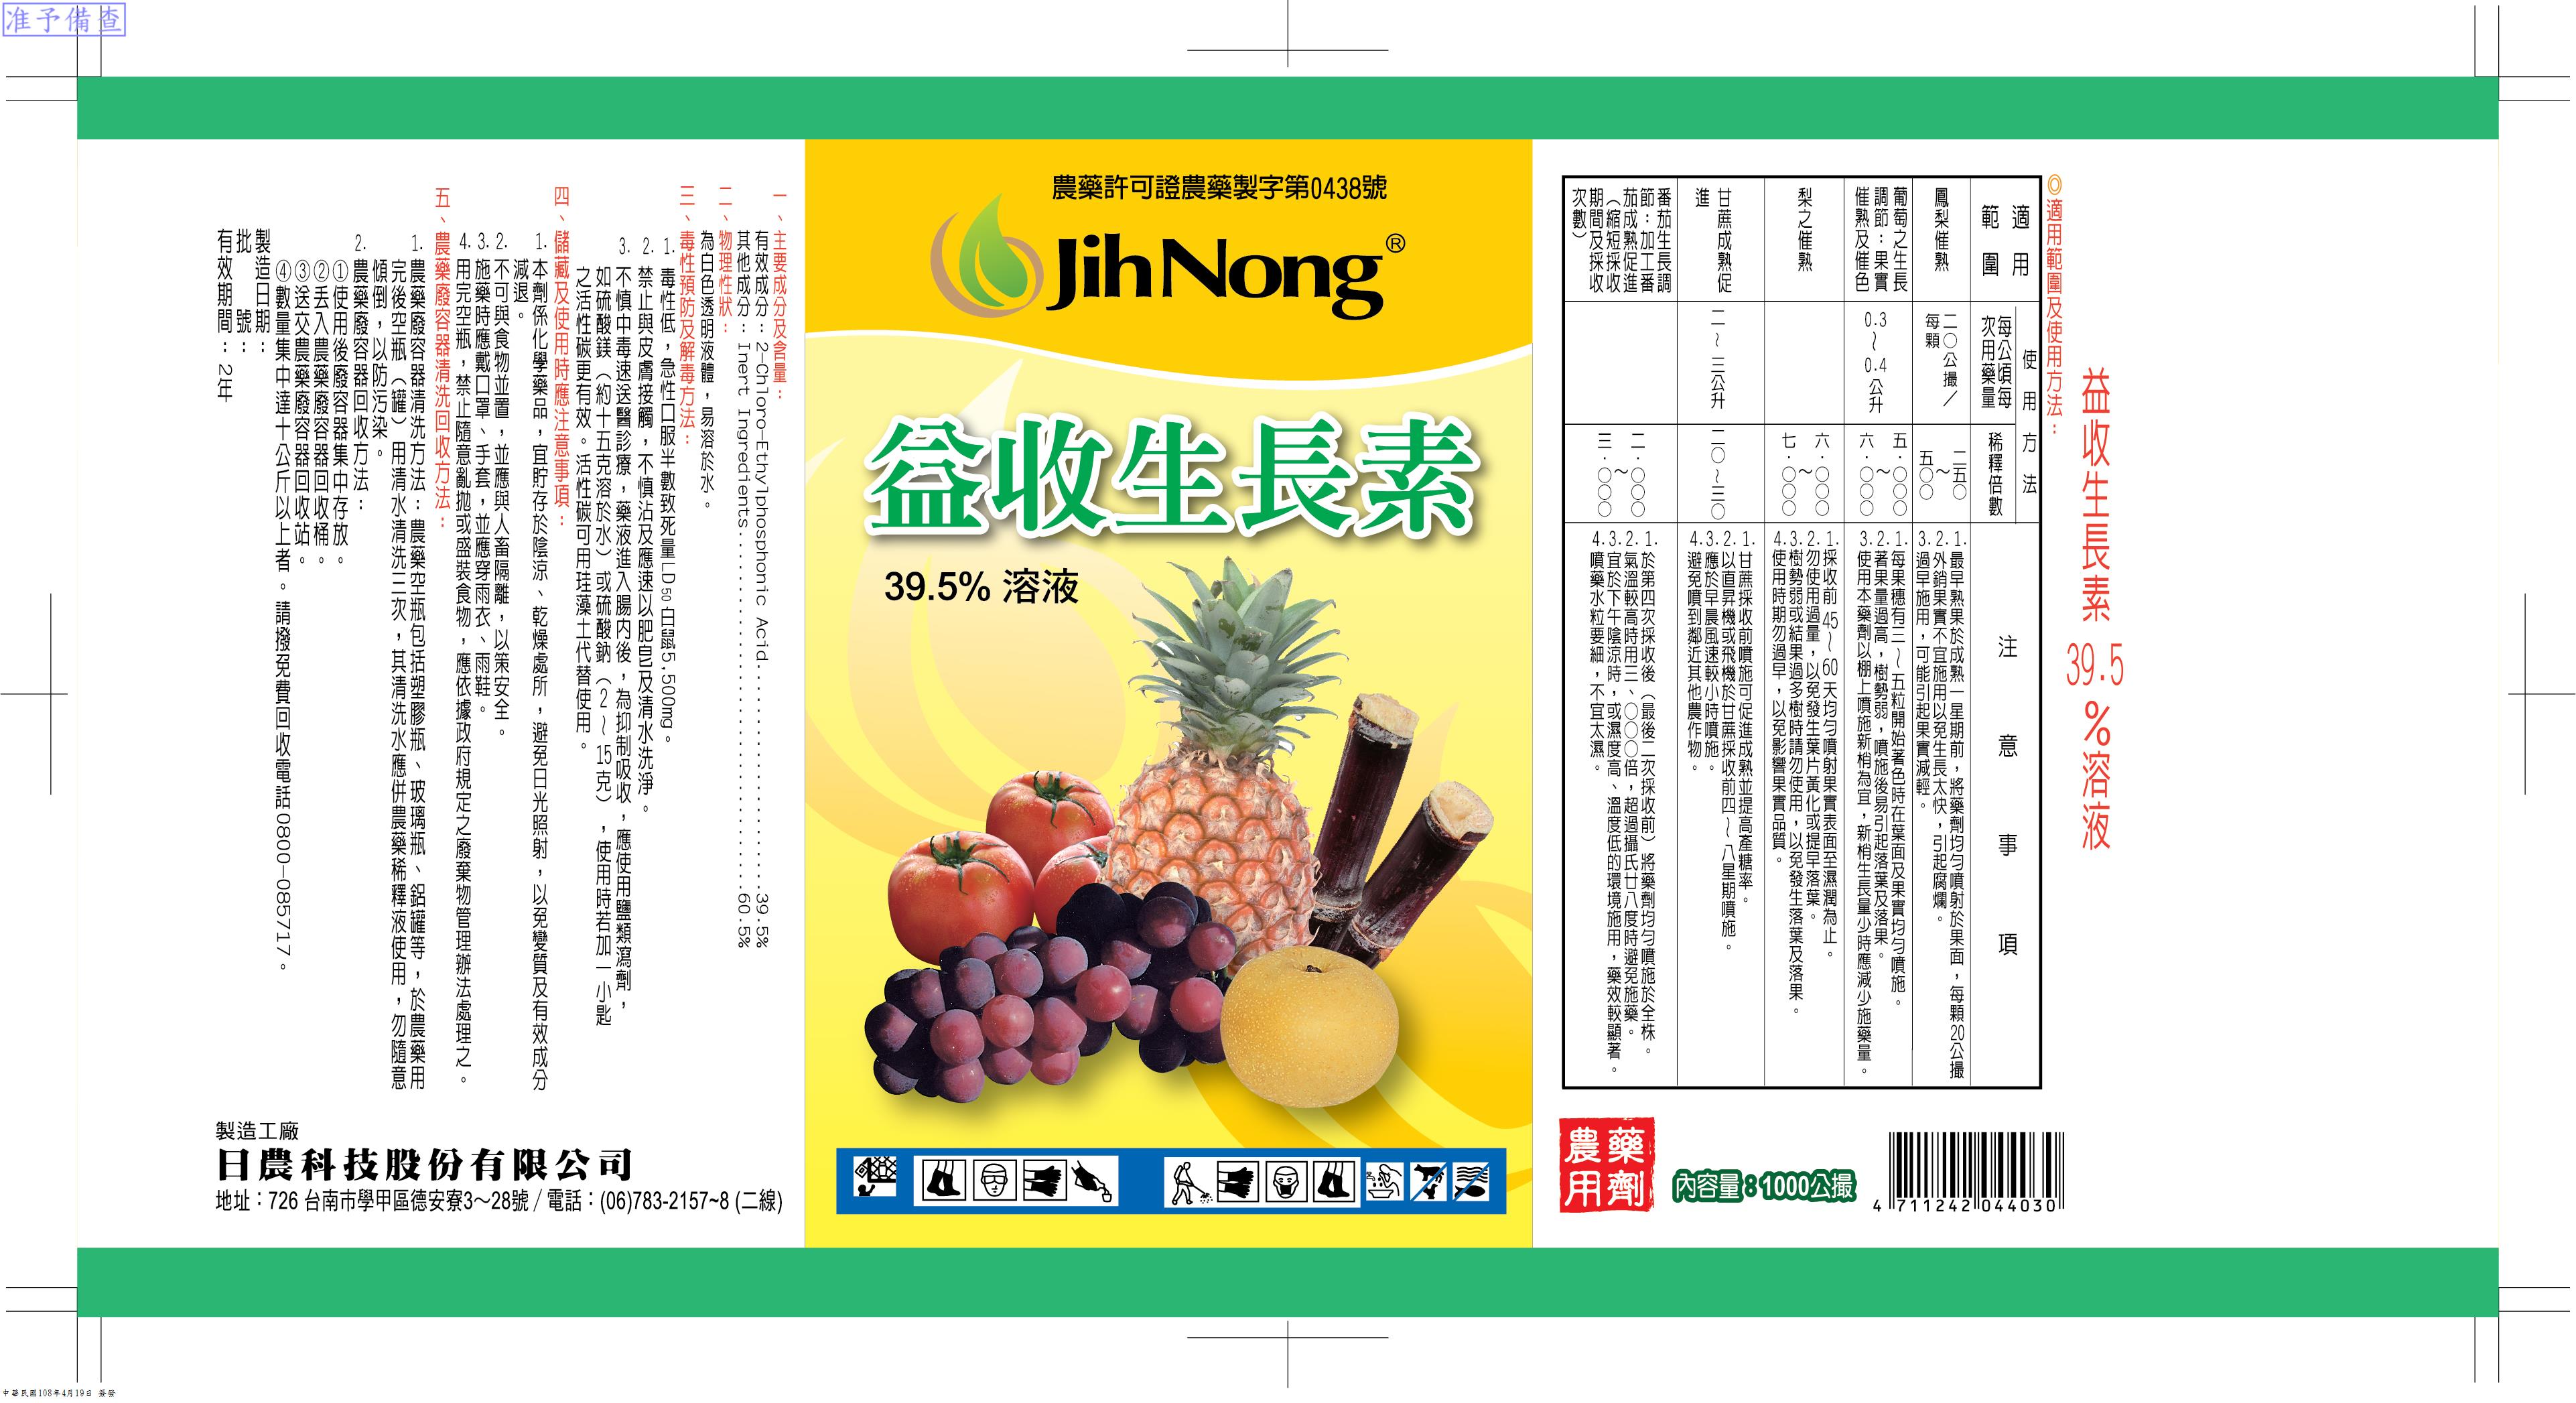 准予備查
一、主要成分及含量：
有效成分：2-Chloro-Ethylphosphonic Acid...........................39.5%
其他成分：Inert Ingredients...........................60.5%
二、物理性狀：
為白色透明液體，易溶於水。
三、毒性預防及解毒方法：
1. 毒性低，急性口服半數致死量LD50白鼠5,500mg。
2. 禁止與皮膚接觸，不慎沾及應速以肥皂及清水洗淨。
3. 不慎中毒速送醫診療，藥液進入腸內後，為抑制吸收，應使用鹽類瀉劑，
如硫酸鎂（約十五克溶於水）或硫酸鈉（2～15克），使用時若加一小匙
之活性碳更有效。活性碳可用珪藻土代替使用。
四、儲藏及使用時應注意事項：
1. 本劑係化學藥品，宜貯存於陰涼、乾燥處所，避免日光照射，以免變質及有效成分
減退。
2. 不可與食物並置，並應與人畜隔離，以策安全。
3. 施藥時應戴口罩、手套，並應穿雨衣、雨鞋。
4. 用完空瓶，禁止隨意亂拋或盛裝食物，應依據政府規定之廢棄物管理辦法處理之。
五、農藥廢容器清洗回收方法：
1. 農藥廢容器清洗方法：農藥空瓶包括塑膠瓶、玻璃瓶、鋁罐等，於農藥用
完後空瓶（罐）用清水清洗三次，其清洗水應併農藥稀釋液使用，勿隨意
傾倒，以防污染。
2. 農藥廢容器回收方法：
①使用後廢容器集中存放。
②丟入農藥廢容器回收桶。
③送交農藥廢容器回收站。
④數量集中達十公斤以上者。請撥免費回收電話0800-085717。
製造日期：
批　　號：
有效期間：2年
製造工廠
日農科技股份有限公司
地址：726 台南市學甲區德安寮3～28號／電話：(06)783-2157~8 (二線)
農藥許可證農藥製字第0438號
JihNong®
益收生長素
39.5% 溶液
益收生長素 39.5%溶液
◎適用範圍及使用方法：
適用
範圍
使用方法
每公頃每
次用藥量
稀釋倍數
注意事項
鳳梨催熟
二〇公撮／
每顆
二五〇
～
五〇〇
1. 最早熟果於成熟一星期前，將藥劑均勻噴射於果面，每顆20公撮
2. 外銷果實不宜施用以免生長太快，引起腐爛。
3. 過早施用，可能引起果實減輕。
葡萄之生長
調節：果實
催熟及催色
0.3
～
0.4
公升
五．〇〇〇
～
六．〇〇〇
1. 每果穗有三～五粒開始著色時在葉面及果實均勻噴施。
2. 著果量過高，樹勢弱，噴施後易引起落葉及落果。
3. 使用本藥劑以棚上噴施新梢為宜，新梢生長量少時應減少施藥量。
梨之催熟
六．〇〇〇
～
七．〇〇〇
1. 採收前45～60天均勻噴射果實表面至濕潤為止。
2. 勿使用過量，以免發生葉片黃化或提早落葉。
3. 樹勢弱或結果過多樹時請勿使用，以免發生落葉及落果。
4. 使用時期勿過早，以免影響果實品質。
甘蔗成熟促
進
二～三公升
二〇～三〇
1. 甘蔗採收前噴施可促進成熟並提高產糖率。
2. 以直昇機或飛機於甘蔗採收前四～八星期噴施。
3. 應於早晨風速較小時噴施。
4. 避免噴到鄰近其他農作物。
番茄生長調
節：加工番
茄成熟促進
（縮短採收
期間及採收
次數）
二．〇〇〇
～
三．〇〇〇
1. 於第四次採收後（最後二次採收前）將藥劑均勻噴施於全株。
2. 氣溫較高時用三、〇〇〇倍，超過攝氏廿八度時避免施藥。
3. 宜於下午陰涼時，或濕度高、溫度低的環境施用，藥效較顯著。
4. 噴藥水粒要細，不宜太濕。
農藥
用劑
內容量：1000公撮
4 711242 044030
中華民國108年4月19日 簽發